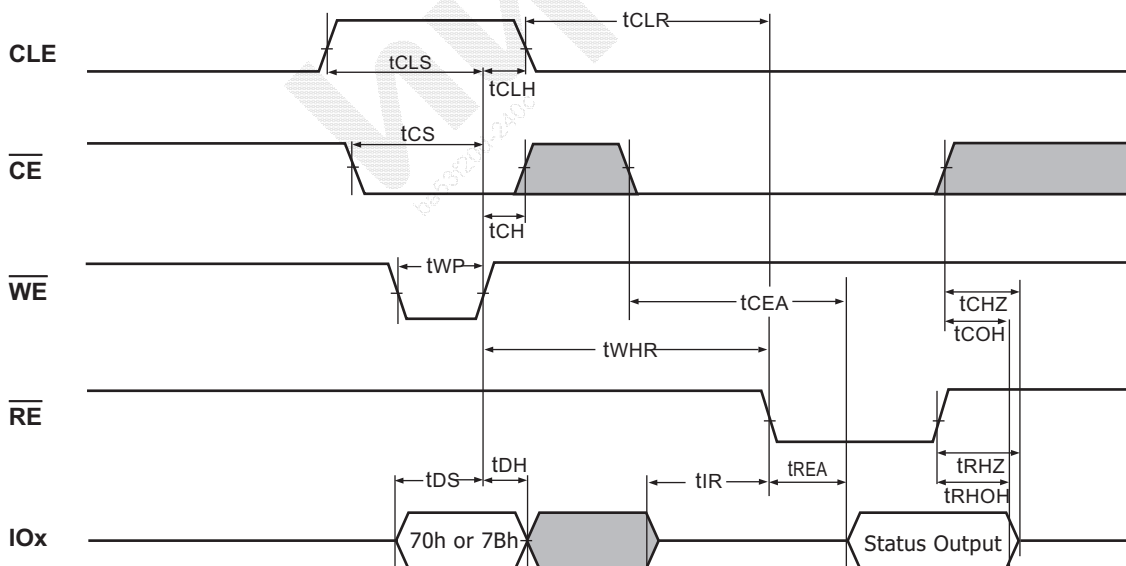 tCLR
CLE
tCLS
tCLH
tCS
CE
tCH
tWP
WE
tCEA
tCHZ
tCOH
tWHR
RE
tDS
tDH
tIR
tREA
tRHZ
tRHOH
IOx
70h or 7Bh
Status Output